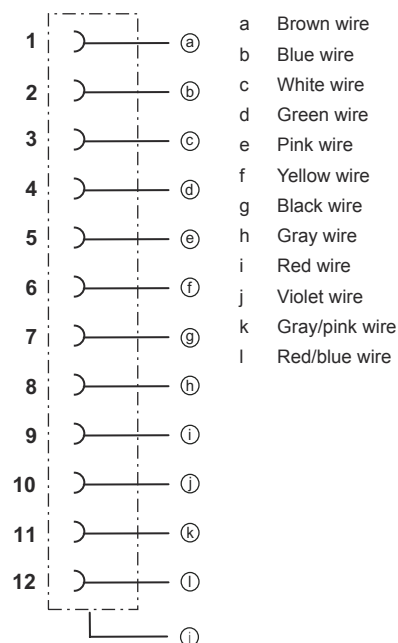 1 ⓐ
2 ⓑ
3 ⓒ
4 ⓓ
5 ⓔ
6 ⓕ
7 ⓖ
8 ⓗ
9 ⓘ
10 ⓙ
11 ⓚ
12 ⓛ
a Brown wire
b Blue wire
c White wire
d Green wire
e Pink wire
f Yellow wire
g Black wire
h Gray wire
i Red wire
j Violet wire
k Gray/pink wire
l Red/blue wire